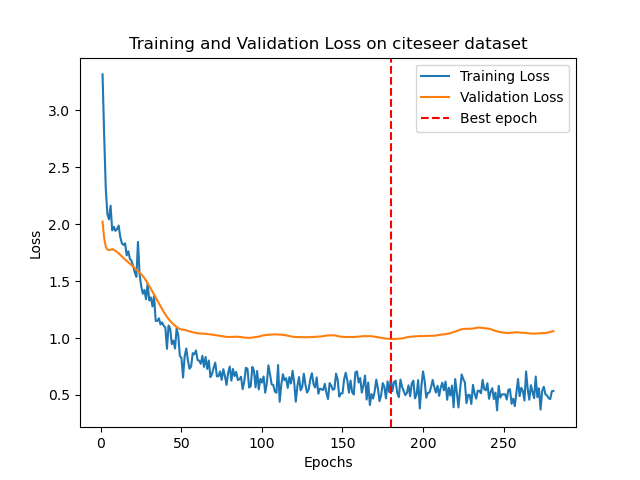 Training and Validation Loss on citeseer dataset
Training Loss
Validation Loss
Best epoch
Loss
3.0
2.5
2.0
1.5
1.0
0.5
0
50
100
150
200
250
Epochs